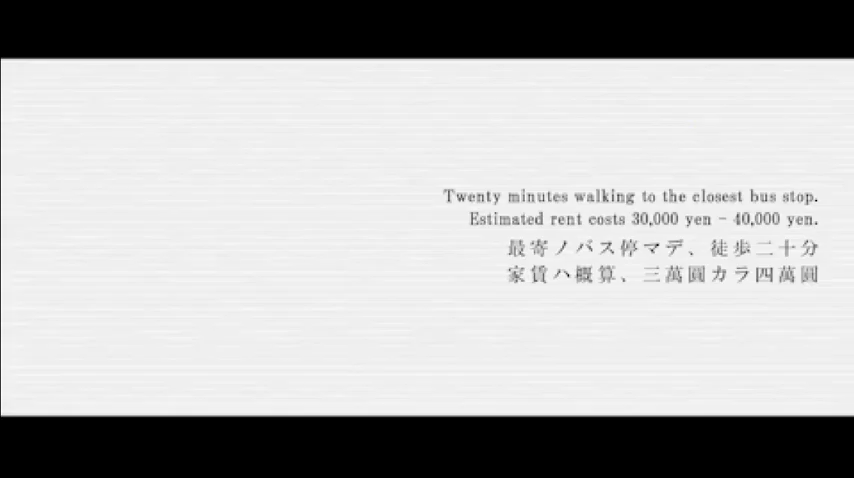 Twenty minutes walking to the closest bus stop.
Estimated rent costs 30,000 yen - 40,000 yen.
最寄ノバス停マデ、徒歩二十分
家賃ハ概算、三萬圓カラ四萬圓